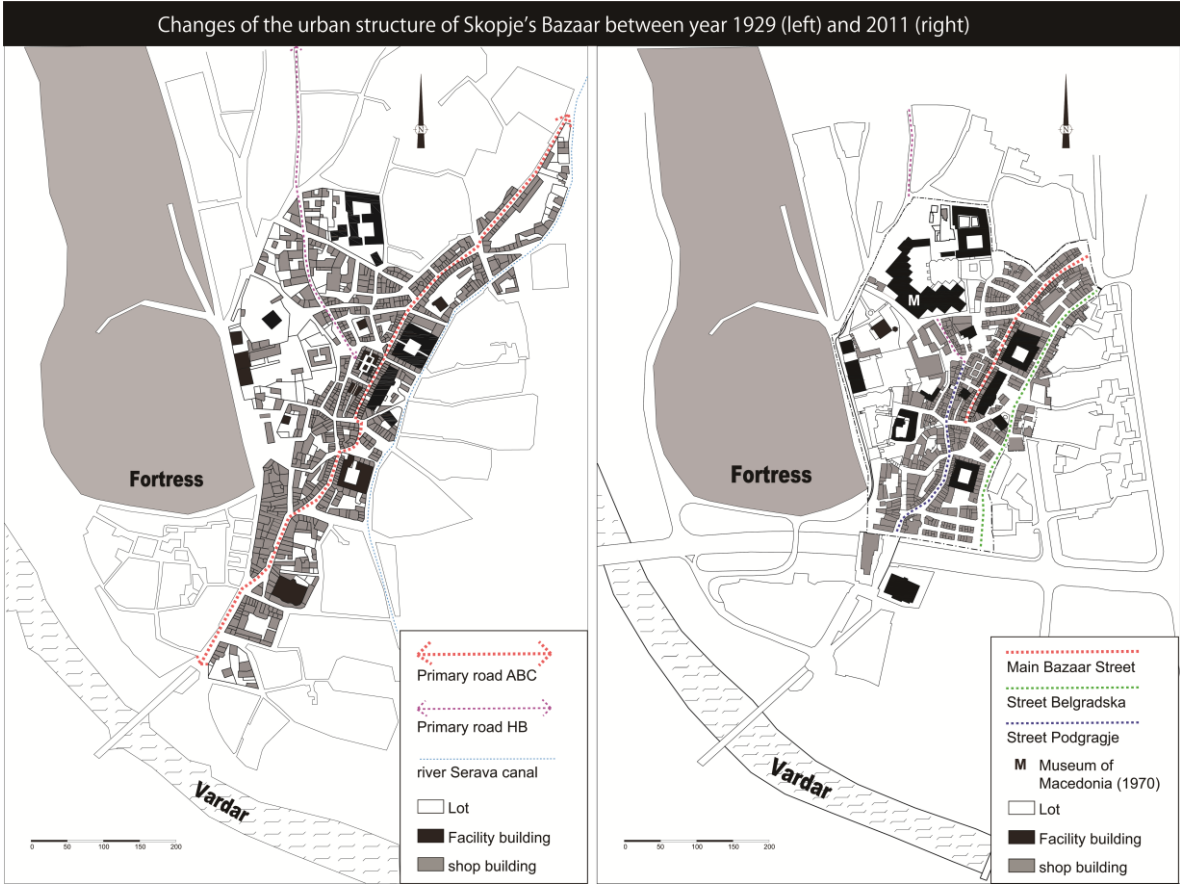 Changes of the urban structure of Skopje's Bazaar between year 1929 (left) and 2011 (right)
N
Fortress
Vardar
0 50 100 150 200
Primary road ABC
Primary road HB
river Serava canal
Lot
Facility building
shop building
N
M
Fortress
Vardar
0 50 100 150 200
Main Bazaar Street
Street Belgradska
Street Podgragje
M Museum of
Macedonia (1970)
Lot
Facility building
shop building